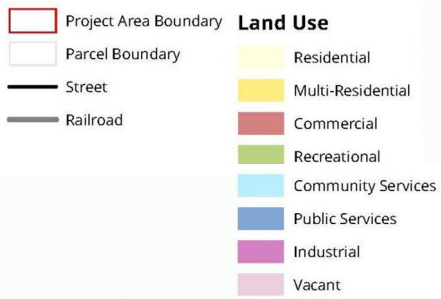 Project Area Boundary
Parcel Boundary
Street
Railroad
Land Use
Residential
Multi-Residential
Commercial
Recreational
Community Services
Public Services
Industrial
Vacant